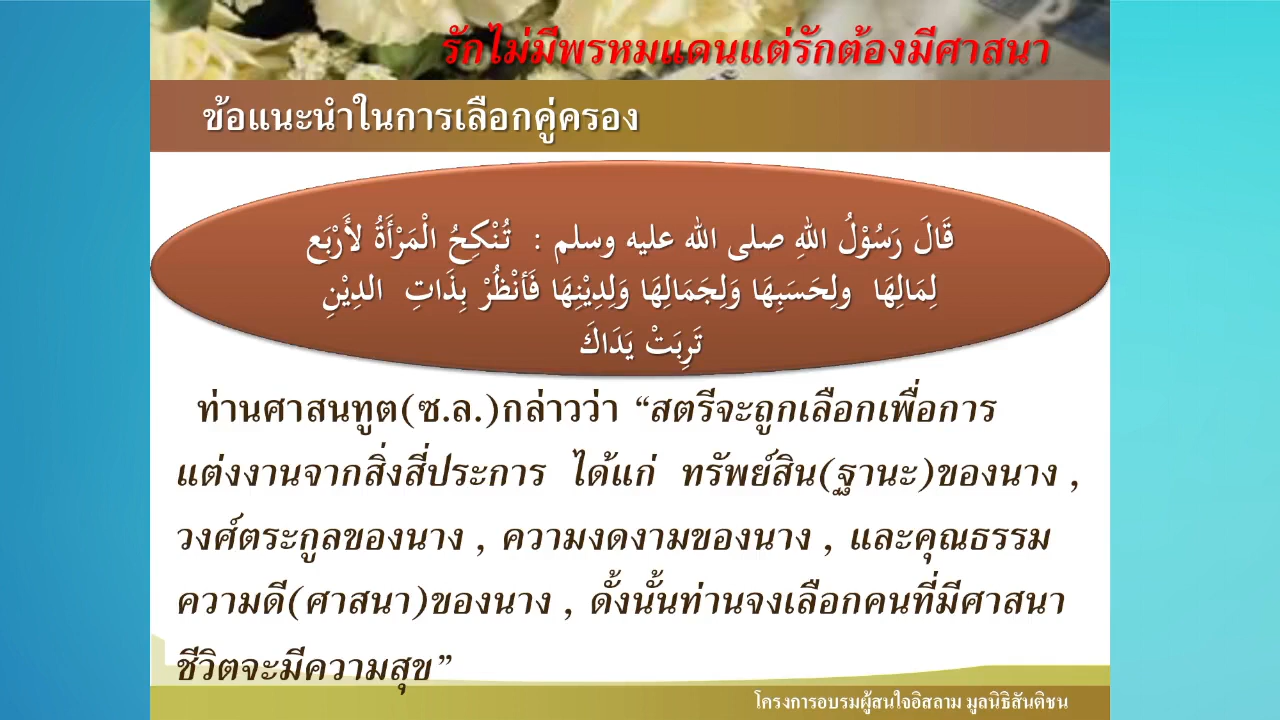 รักไม่มีพรหมแดนแต่รักต้องมีศาสนา
ข้อแนะนำในการเลือกคู่ครอง
قَالَ رَسُوْلُ اللهِ صلى الله عليه وسلم : تُنْكِحُ الْمَرْأَةُ لأَرْبَع
لِمَالِهَا ولِحَسَبِهَا وَلِجَمَالِهَا وَلِدِيْنِهَا فَأنْظُرْ بِذَاتِ الدِيْنِ
تَرِبَتْ يَدَاكَ
ท่านศาสนทูต(ซ.ล.)กล่าวว่า “สตรีจะถูกเลือกเพื่อการ
แต่งงานจากสิ่งสี่ประการ ได้แก่ ทรัพย์สิน(ฐานะ)ของนาง ,
วงศ์ตระกูลของนาง , ความงดงามของนาง , และคุณธรรม
ความดี(ศาสนา)ของนาง , ดั้งนั้นท่านจงเลือกคนที่มีศาสนา
ชีวิตจะมีความสุข”
โครงการอบรมผู้สนใจอิสลาม มูลนิธิสันติชน